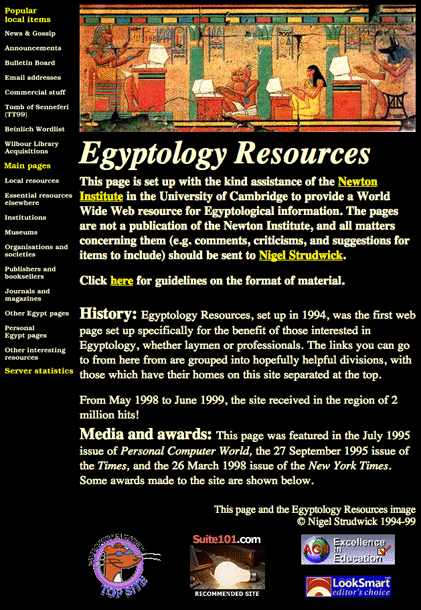 Popular
local items
News & Gossip
Announcements
Bulletin Board
Email addresses
Commercial stuff
Tomb of Senneferi
(TT99)
Beinlich Wordlist
Wilbour Library
Acquisitions
Main pages
Local resources
Essential resources
elsewhere
Institutions
Museums
Organisations and
societies
Publishers and
booksellers
Journals and
magazines
Other Egypt pages
Personal
Egypt pages
Other interesting
resources
Server statistics
Egyptology Resources
This page is set up with the kind assistance of the Newton
Institute in the University of Cambridge to provide a World
Wide Web resource for Egyptological information. The pages
are not a publication of the Newton Institute, and all matters
concerning them (e.g. comments, criticisms, and suggestions for
items to include) should be sent to Nigel Strudwick.
Click here for guidelines on the format of material.
History: Egyptology Resources, set up in 1994, was the first web
page set up specifically for the benefit of those interested in
Egyptology, whether laymen or professionals. The links you can go
to from here from are grouped into hopefully helpful divisions, with
those which have their homes on this site separated at the top.
From May 1998 to June 1999, the site received in the region of 2
million hits!
Media and awards: This page was featured in the July 1995
issue of Personal Computer World, the 27 September 1995 issue of
the Times, and the 26 March 1998 issue of the New York Times.
Some awards made to the site are shown below.
This page and the Egyptology Resources image
© Nigel Strudwick 1994-99
TOP SITE
Suite101.com
RECOMMENDED SITE
AGN
Excellence
in
Education
LookSmart
editor's choice